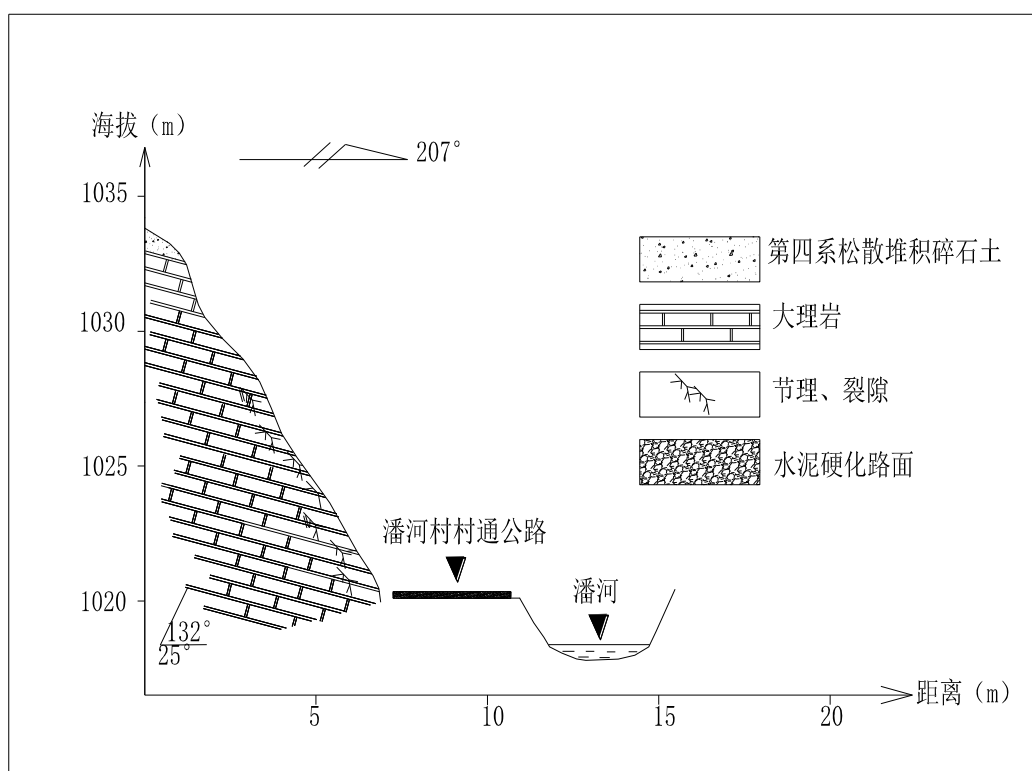 海拔（m）
207°
1035
第四系松散堆积碎石土
大理岩
1030
节理、裂隙
1025
水泥硬化路面
潘河村村通公路
潘河
1020
132°
25°
距离（m）
5
10
15
20